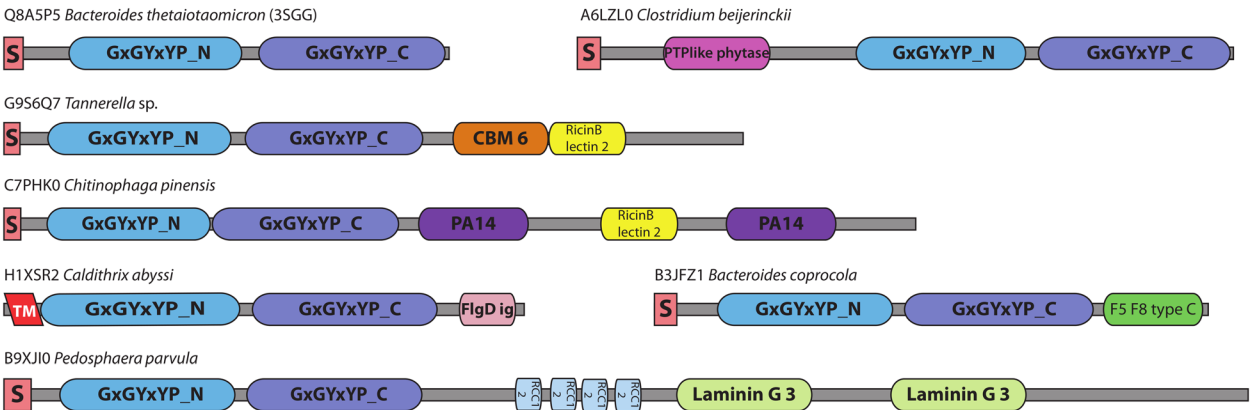 Q8A5P5 Bacteroides thetaiotaomicron (3SGG)
S GxGYxYP_N GxGYxYP_C
A6LZL0 Clostridium beijerinckii
S PTPlike phytase GxGYxYP_N GxGYxYP_C
G9S6Q7 Tannerella sp.
S GxGYxYP_N GxGYxYP_C CBM 6 RicinB
lectin 2
C7PHK0 Chitinophaga pinensis
S GxGYxYP_N GxGYxYP_C PA14 RicinB
lectin 2
PA14
H1XSR2 Caldithrix abyssi
TM GxGYxYP_N GxGYxYP_C FlgD ig
B3JFZ1 Bacteroides coprocola
S GxGYxYP_N GxGYxYP_C F5 F8 type C
B9XJI0 Pedosphaera parvula
S GxGYxYP_N GxGYxYP_C RCC1
2
RCC1
2
RCC1
2
RCC1
2
Laminin G 3 Laminin G 3